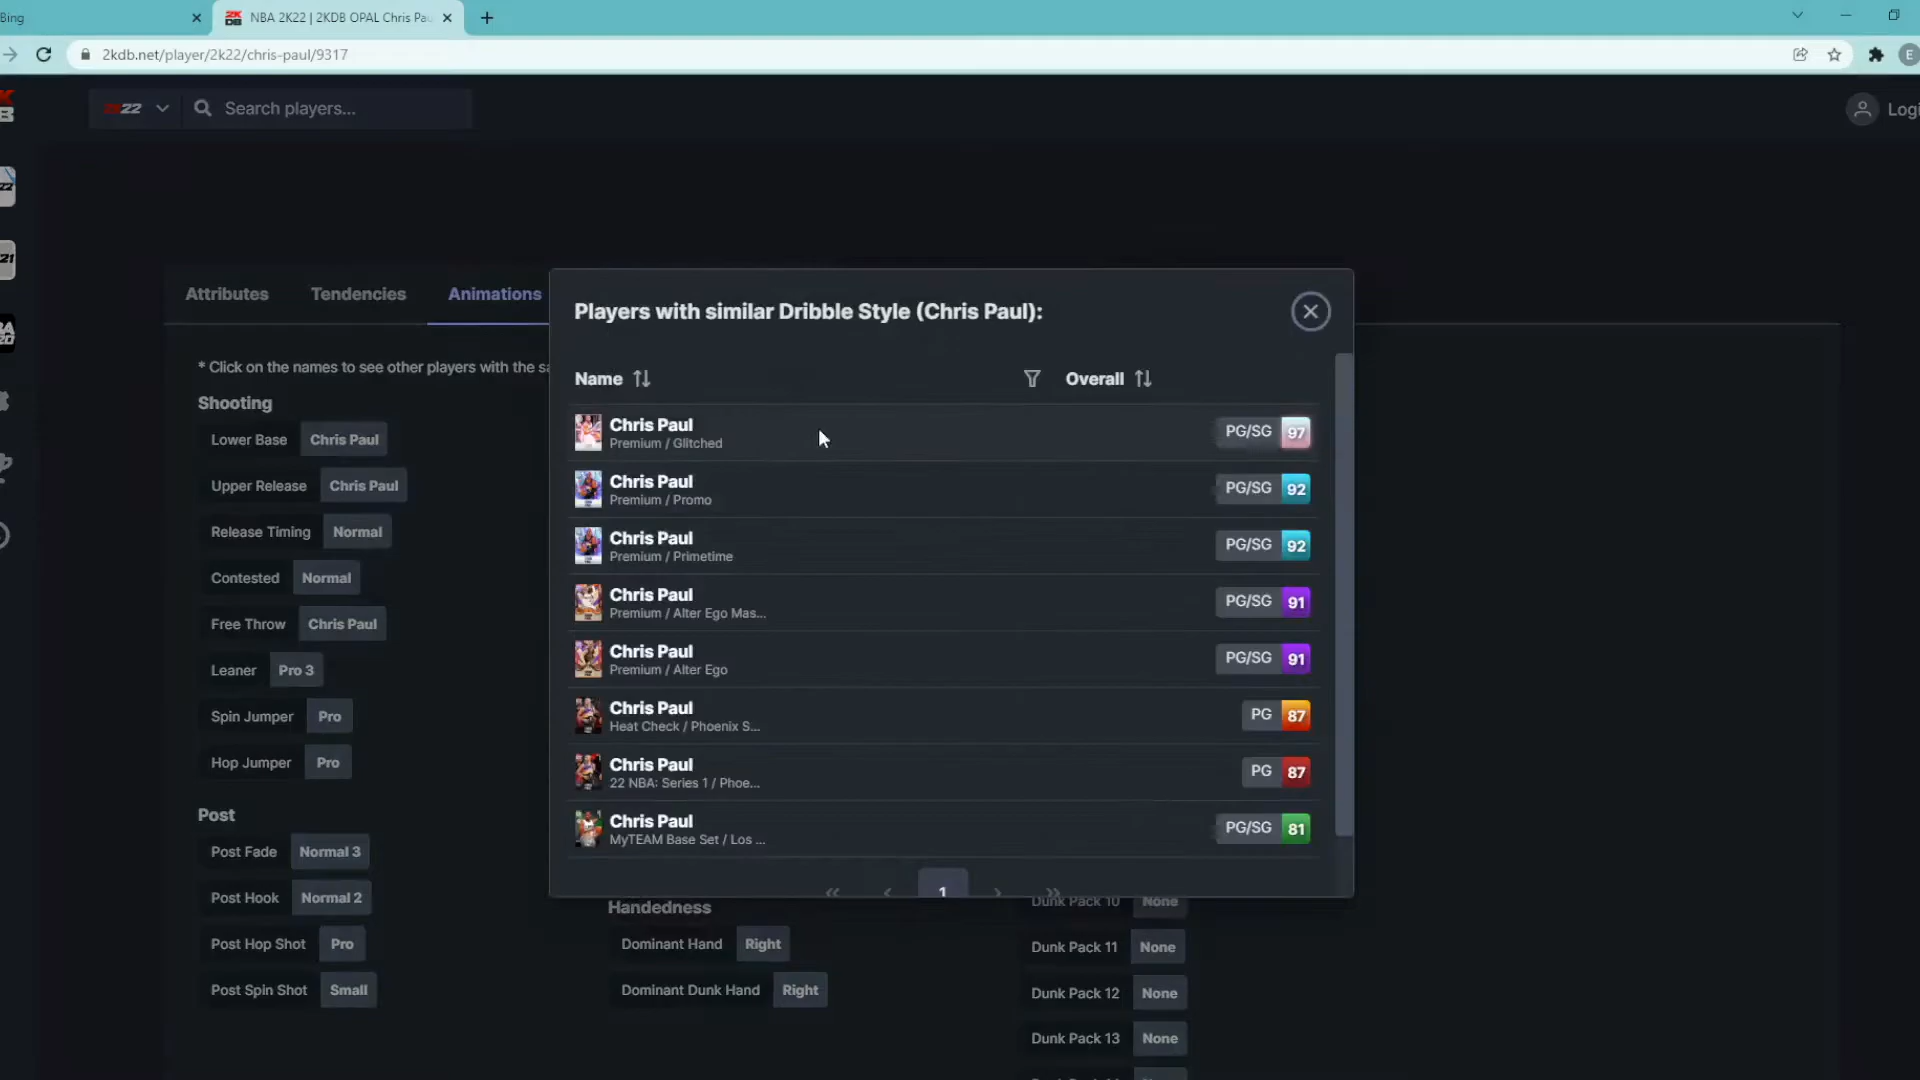 Bing
NBA 2K22 | 2KDB OPAL Chris Pau
2kdb.net/player/2k22/chris-paul/9317
E
22
Search players...
Logi
Attributes
Tendencies
Animations
* Click on the names to see other players with the sa
Shooting
Lower Base
Chris Paul
Upper Release
Chris Paul
Release Timing
Normal
Contested
Normal
Free Throw
Chris Paul
Leaner
Pro 3
Spin Jumper
Pro
Hop Jumper
Pro
Post
Post Fade
Normal 3
Post Hook
Normal 2
Post Hop Shot
Pro
Post Spin Shot
Small
Players with similar Dribble Style (Chris Paul):
Name
Overall
Chris Paul
Premium / Glitched
PG/SG
97
Chris Paul
Premium / Promo
PG/SG
92
Chris Paul
Premium / Primetime
PG/SG
92
Chris Paul
Premium / Alter Ego Mas...
PG/SG
91
Chris Paul
Premium / Alter Ego
PG/SG
91
Chris Paul
Heat Check / Phoenix S...
PG
87
Chris Paul
22 NBA: Series 1 / Phoe...
PG
87
Chris Paul
MyTEAM Base Set / Los ...
PG/SG
81
1
Handedness
Dominant Hand
Right
Dominant Dunk Hand
Right
Dunk Pack 10
None
Dunk Pack 11
None
Dunk Pack 12
None
Dunk Pack 13
None